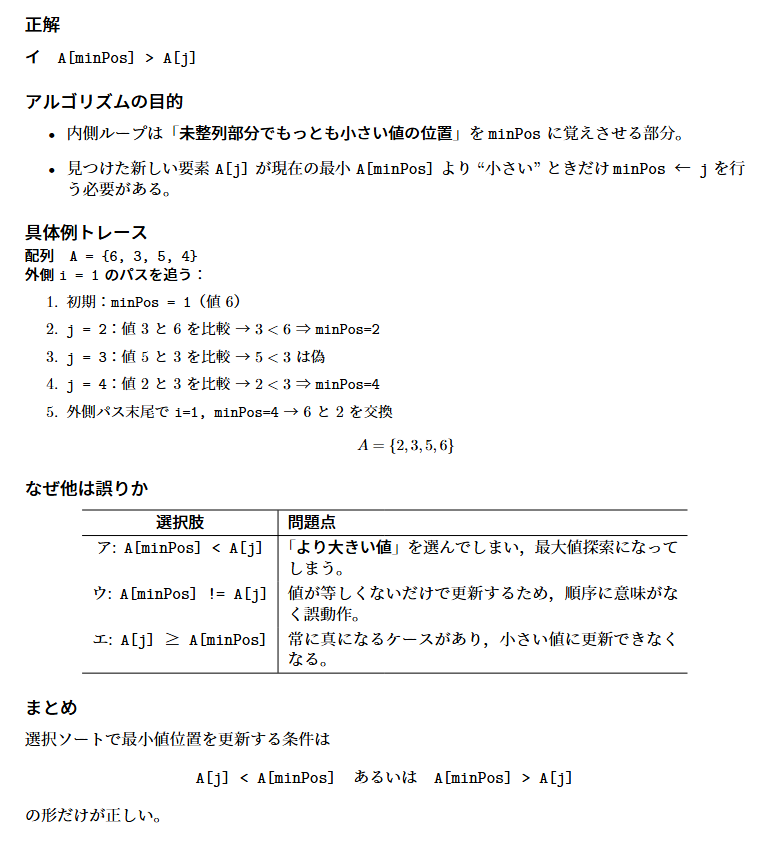 正解
イ　A[minPos] > A[j]
アルゴリズムの目的
• 内側ループは「未整列部分でもっとも小さい値の位置」を minPos に覚えさせる部分。
• 見つけた新しい要素 A[j] が現在の最小 A[minPos] より “小さい” ときだけ minPos ← j を行
う必要がある。
具体例トレース
配列　A = {6, 3, 5, 4}
外側 i = 1 のパスを追う：
1. 初期：minPos = 1（値 6）
2. j = 2：値 3 と 6 を比較 → 3 < 6 ⇒ minPos=2
3. j = 3：値 5 と 3 を比較 → 5 < 3 は偽
4. j = 4：値 2 と 3 を比較 → 2 < 3 ⇒ minPos=4
5. 外側パス末尾で i=1, minPos=4 → 6 と 2 を交換
A = {2, 3, 5, 6}
なぜ他は誤りか
選択肢　問題点
ア: A[minPos] < A[j]　「より大きい値」を選んでしまい，最大値探索になって
しまう。
ウ: A[minPos] != A[j]　値が等しくないだけで更新するため，順序に意味がな
く誤動作。
エ: A[j] ≥ A[minPos]　常に真になるケースがあり，小さい値に更新できなく
なる。
まとめ
選択ソートで最小値位置を更新する条件は
A[j] < A[minPos]　あるいは　A[minPos] > A[j]
の形だけが正しい。